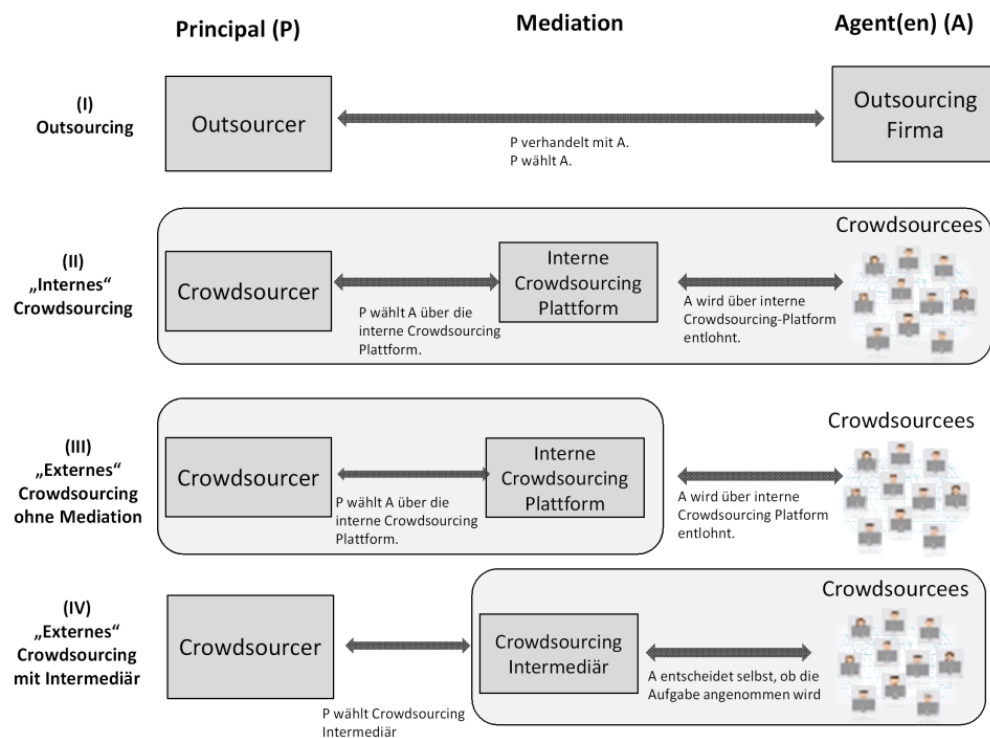 Principal (P)
Mediation
Agent(en) (A)
(I)
Outsourcing
Outsourcer
P verhandelt mit A.
P wählt A.
Outsourcing
Firma
(II)
„Internes“
Crowdsourcing
Crowdsourcer
P wählt A über die
interne Crowdsourcing
Plattform.
Interne
Crowdsourcing
Plattform
A wird über interne
Crowdsourcing-Platform
entlohnt.
Crowdsourcees
(III)
„Externes“
Crowdsourcing
ohne Mediation
Crowdsourcer
P wählt A über die
interne Crowdsourcing
Plattform.
Interne
Crowdsourcing
Plattform
A wird über interne
Crowdsourcing Platform
entlohnt.
Crowdsourcees
(IV)
„Externes“
Crowdsourcing
mit Intermediär
Crowdsourcer
P wählt Crowdsourcing
Intermediär
Crowdsourcing
Intermediär
A entscheidet selbst, ob die
Aufgabe angenommen wird
Crowdsourcees